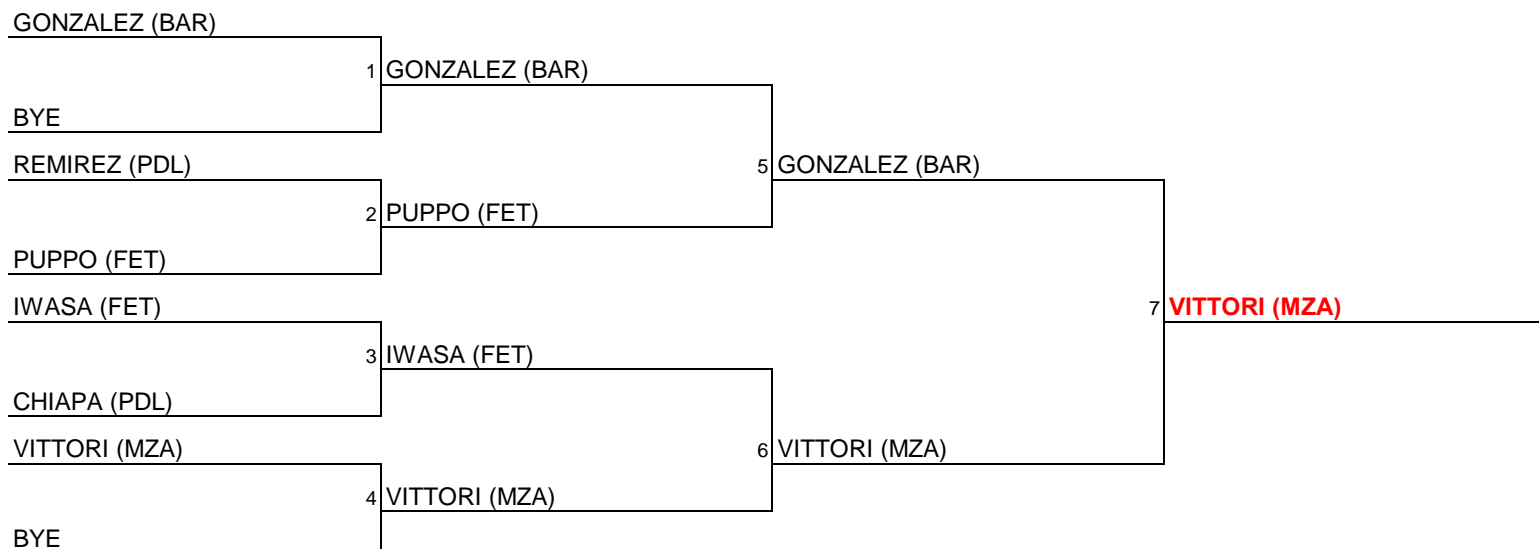 GONZALEZ (BAR)
1 GONZALEZ (BAR)
BYE
REMIREZ (PDL)
5 GONZALEZ (BAR)
2 PUPPO (FET)
PUPPO (FET)
IWASA (FET)
7 VITTORI (MZA)
3 IWASA (FET)
CHIAPA (PDL)
VITTORI (MZA)
6 VITTORI (MZA)
4 VITTORI (MZA)
BYE